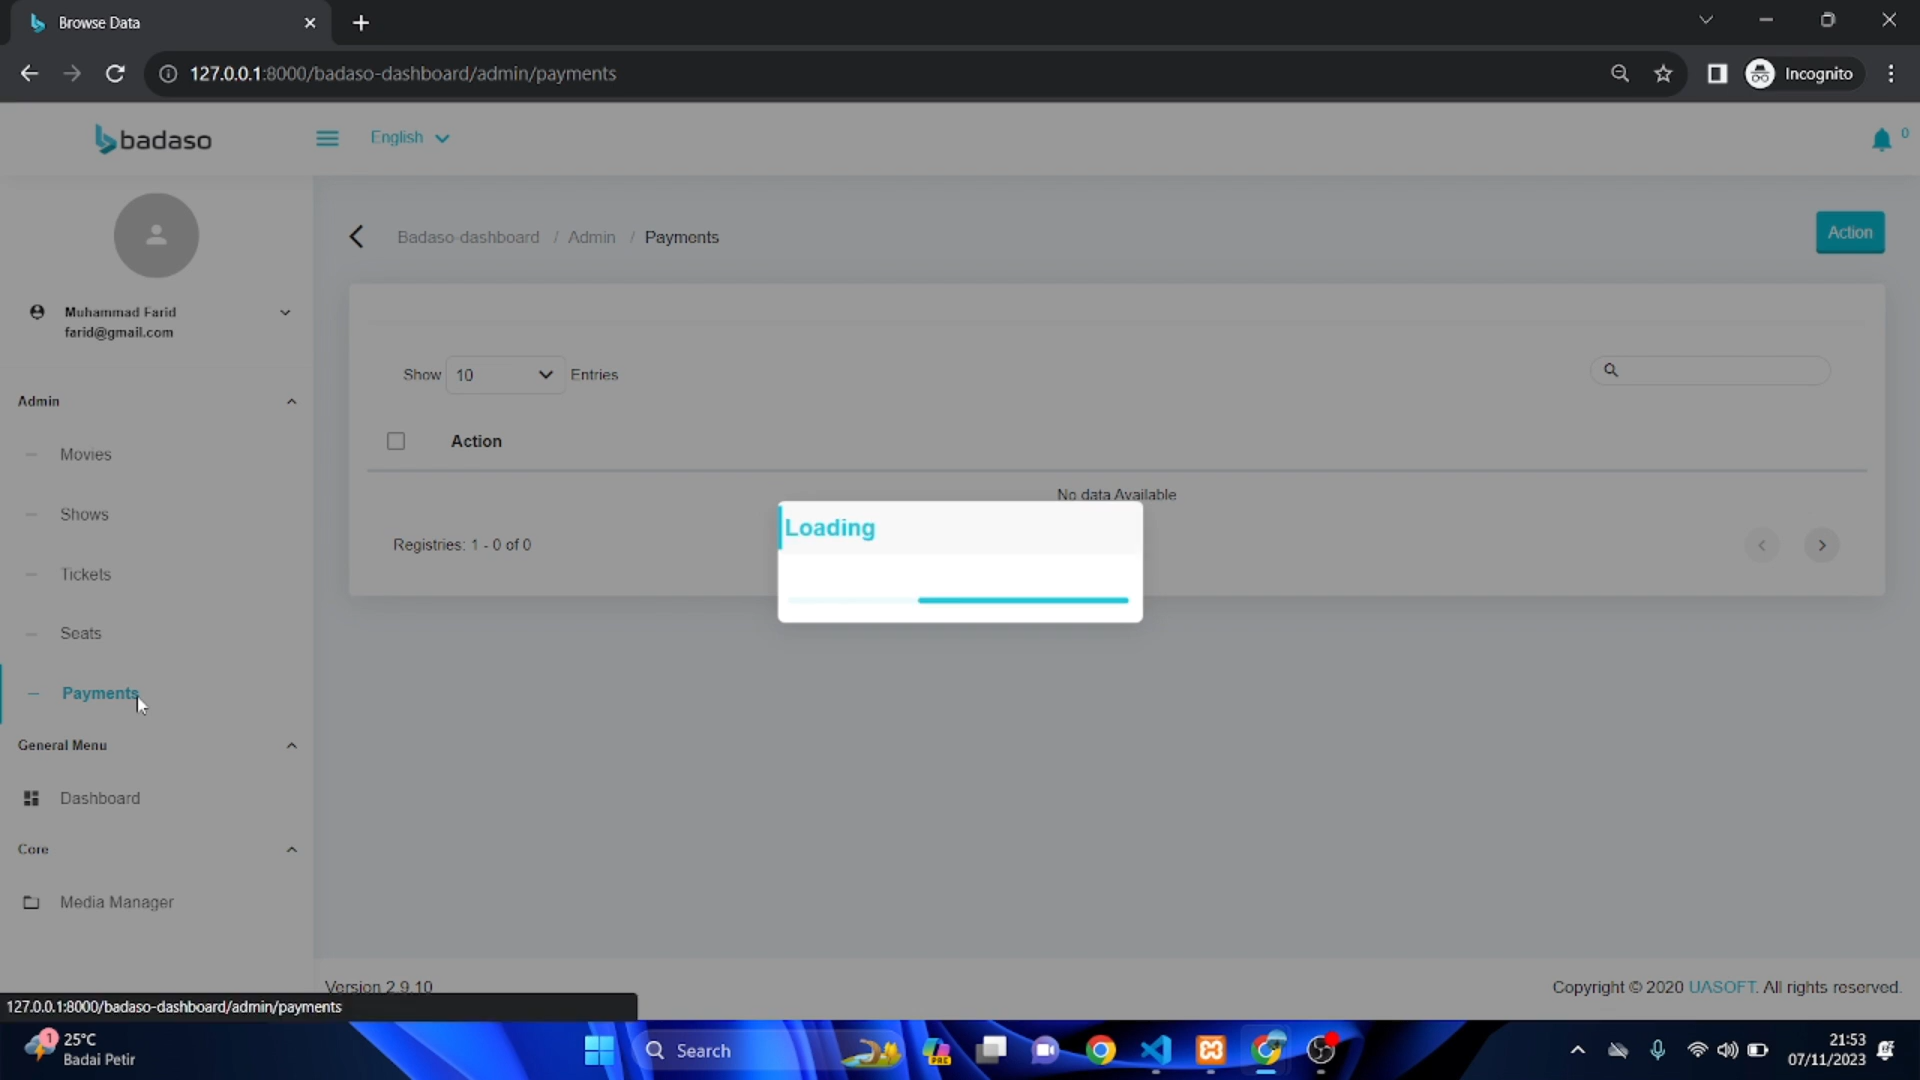 Browse Data
127.0.0.1:8000/badaso-dashboard/admin/payments
Incognito
badaso
English
0
Muhammad Farid
farid@gmail.com
Badaso-dashboard / Admin / Payments
Action
Show 10 Entries
Action
No data Available
Registries: 1 - 0 of 0
Loading
Admin
Movies
Shows
Tickets
Seats
Payments
General Menu
Dashboard
Core
Media Manager
Version 2.9.10
Copyright © 2020 UASOFT. All rights reserved.
127.0.0.1:8000/badaso-dashboard/admin/payments
1
25°C
Badai Petir
Search
PRE
21:53
07/11/2023